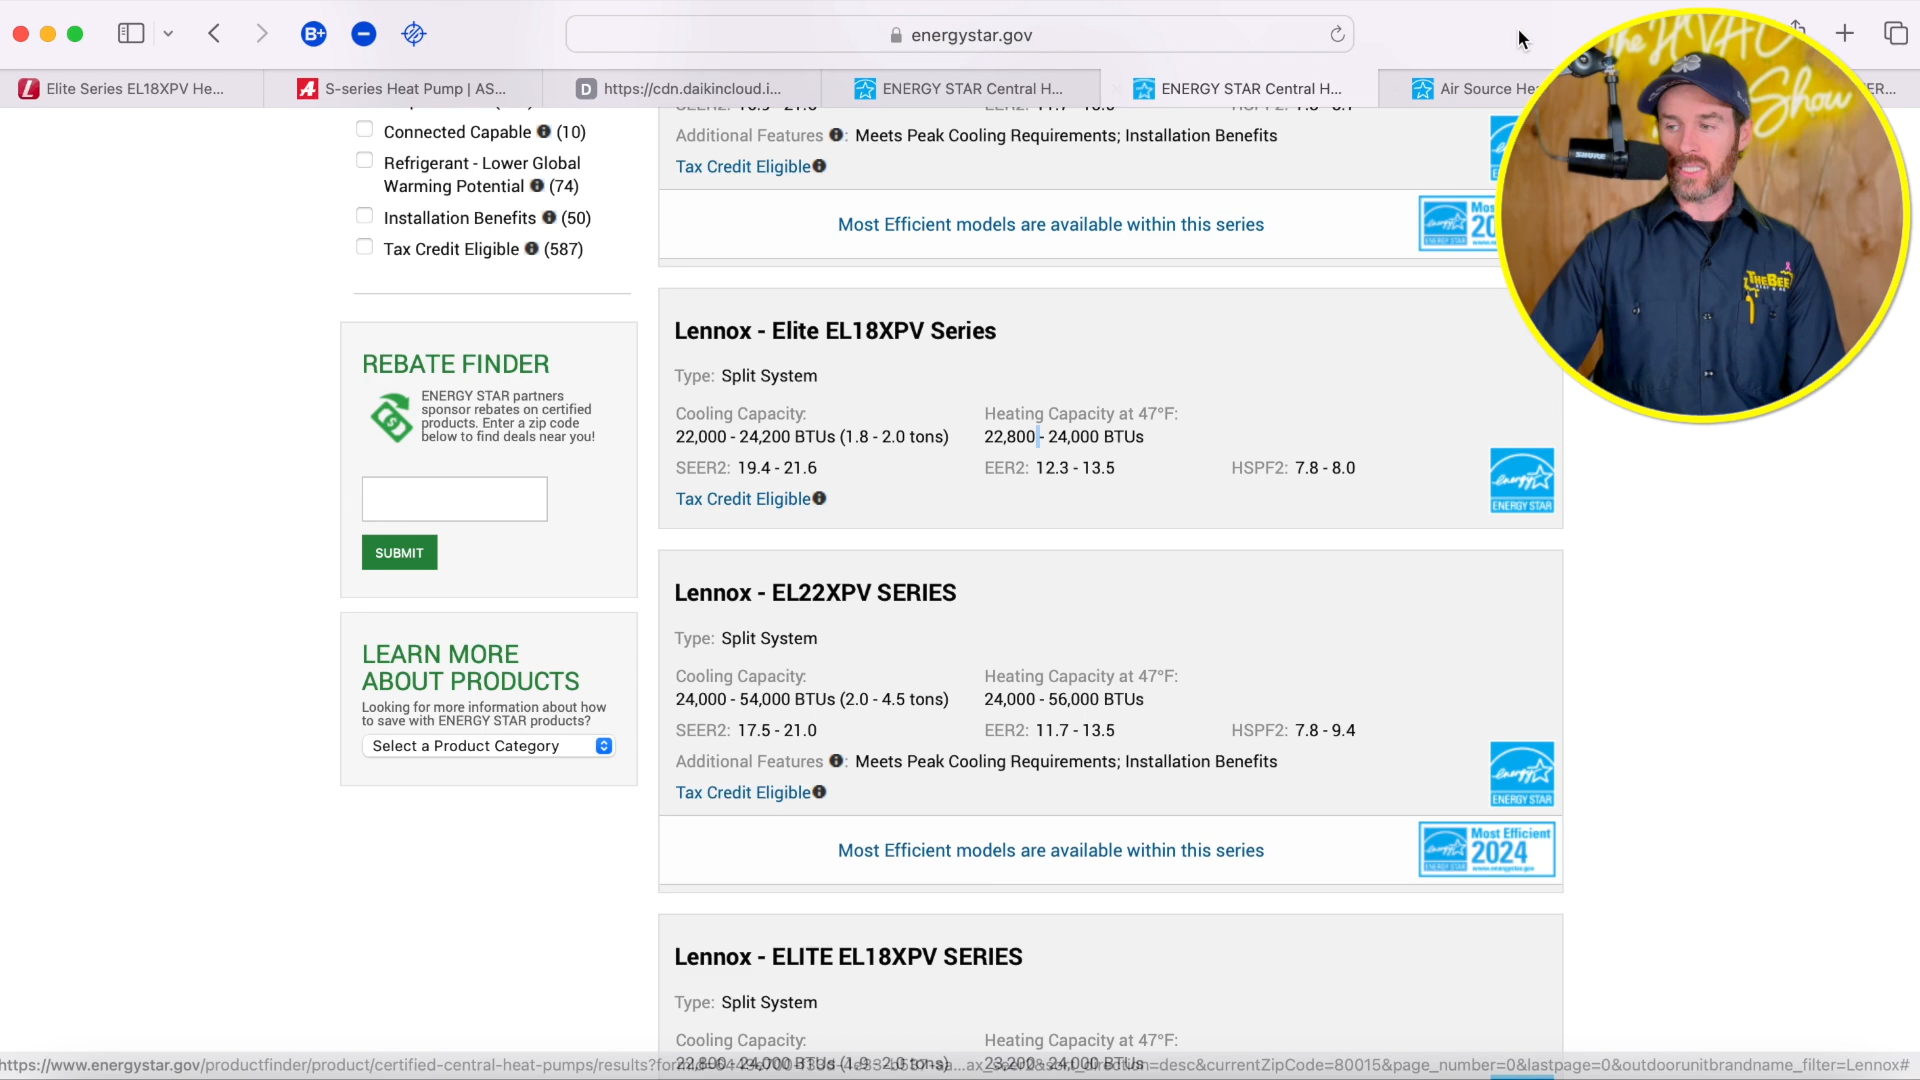 energystar.gov
Elite Series EL18XPV He...
S-series Heat Pump | AS...
https://cdn.daikincloud.i...
ENERGY STAR Central H...
ENERGY STAR Central H...
Air Source He
Connected Capable (10)
Refrigerant - Lower Global
Warming Potential (74)
Installation Benefits (50)
Tax Credit Eligible (587)
REBATE FINDER
ENERGY STAR partners
sponsor rebates on certified
products. Enter a zip code
below to find deals near you!
SUBMIT
LEARN MORE
ABOUT PRODUCTS
Looking for more information about how
to save with ENERGY STAR products?
Select a Product Category
Additional Features : Meets Peak Cooling Requirements; Installation Benefits
Tax Credit Eligible
Most Efficient models are available within this series
Lennox - Elite EL18XPV Series
Type: Split System
Cooling Capacity: Heating Capacity at 47°F:
22,000 - 24,200 BTUs (1.8 - 2.0 tons) 22,800 - 24,000 BTUs
SEER2: 19.4 - 21.6 EER2: 12.3 - 13.5 HSPF2: 7.8 - 8.0
Tax Credit Eligible
ENERGY STAR
Lennox - EL22XPV SERIES
Type: Split System
Cooling Capacity: Heating Capacity at 47°F:
24,000 - 54,000 BTUs (2.0 - 4.5 tons) 24,000 - 56,000 BTUs
SEER2: 17.5 - 21.0 EER2: 11.7 - 13.5 HSPF2: 7.8 - 9.4
Additional Features : Meets Peak Cooling Requirements; Installation Benefits
Tax Credit Eligible
ENERGY STAR
Most Efficient models are available within this series
Most Efficient
2024
www.energystar.gov
Lennox - ELITE EL18XPV SERIES
Type: Split System
Cooling Capacity: Heating Capacity at 47°F:
The HVAC
Show
SHURE
THEBEE